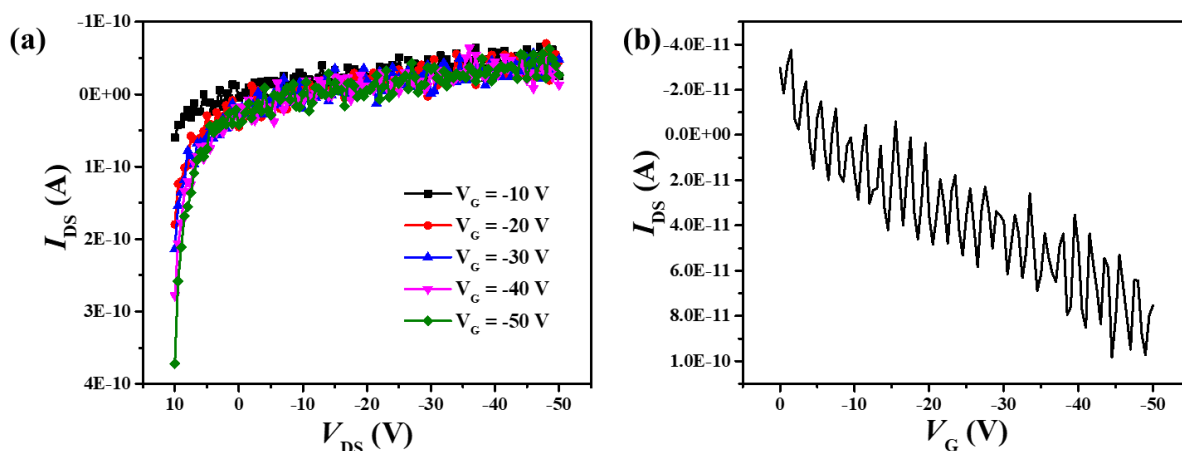 (a)
-1E-10
0E+00
1E-10
2E-10
3E-10
4E-10
I_DS (A)
V_G = -10 V
V_G = -20 V
V_G = -30 V
V_G = -40 V
V_G = -50 V
10 0 -10 -20 -30 -40 -50
V_DS (V)
(b)
-4.0E-11
-2.0E-11
0.0E+00
2.0E-11
4.0E-11
6.0E-11
8.0E-11
1.0E-10
I_DS (A)
0 -10 -20 -30 -40 -50
V_G (V)